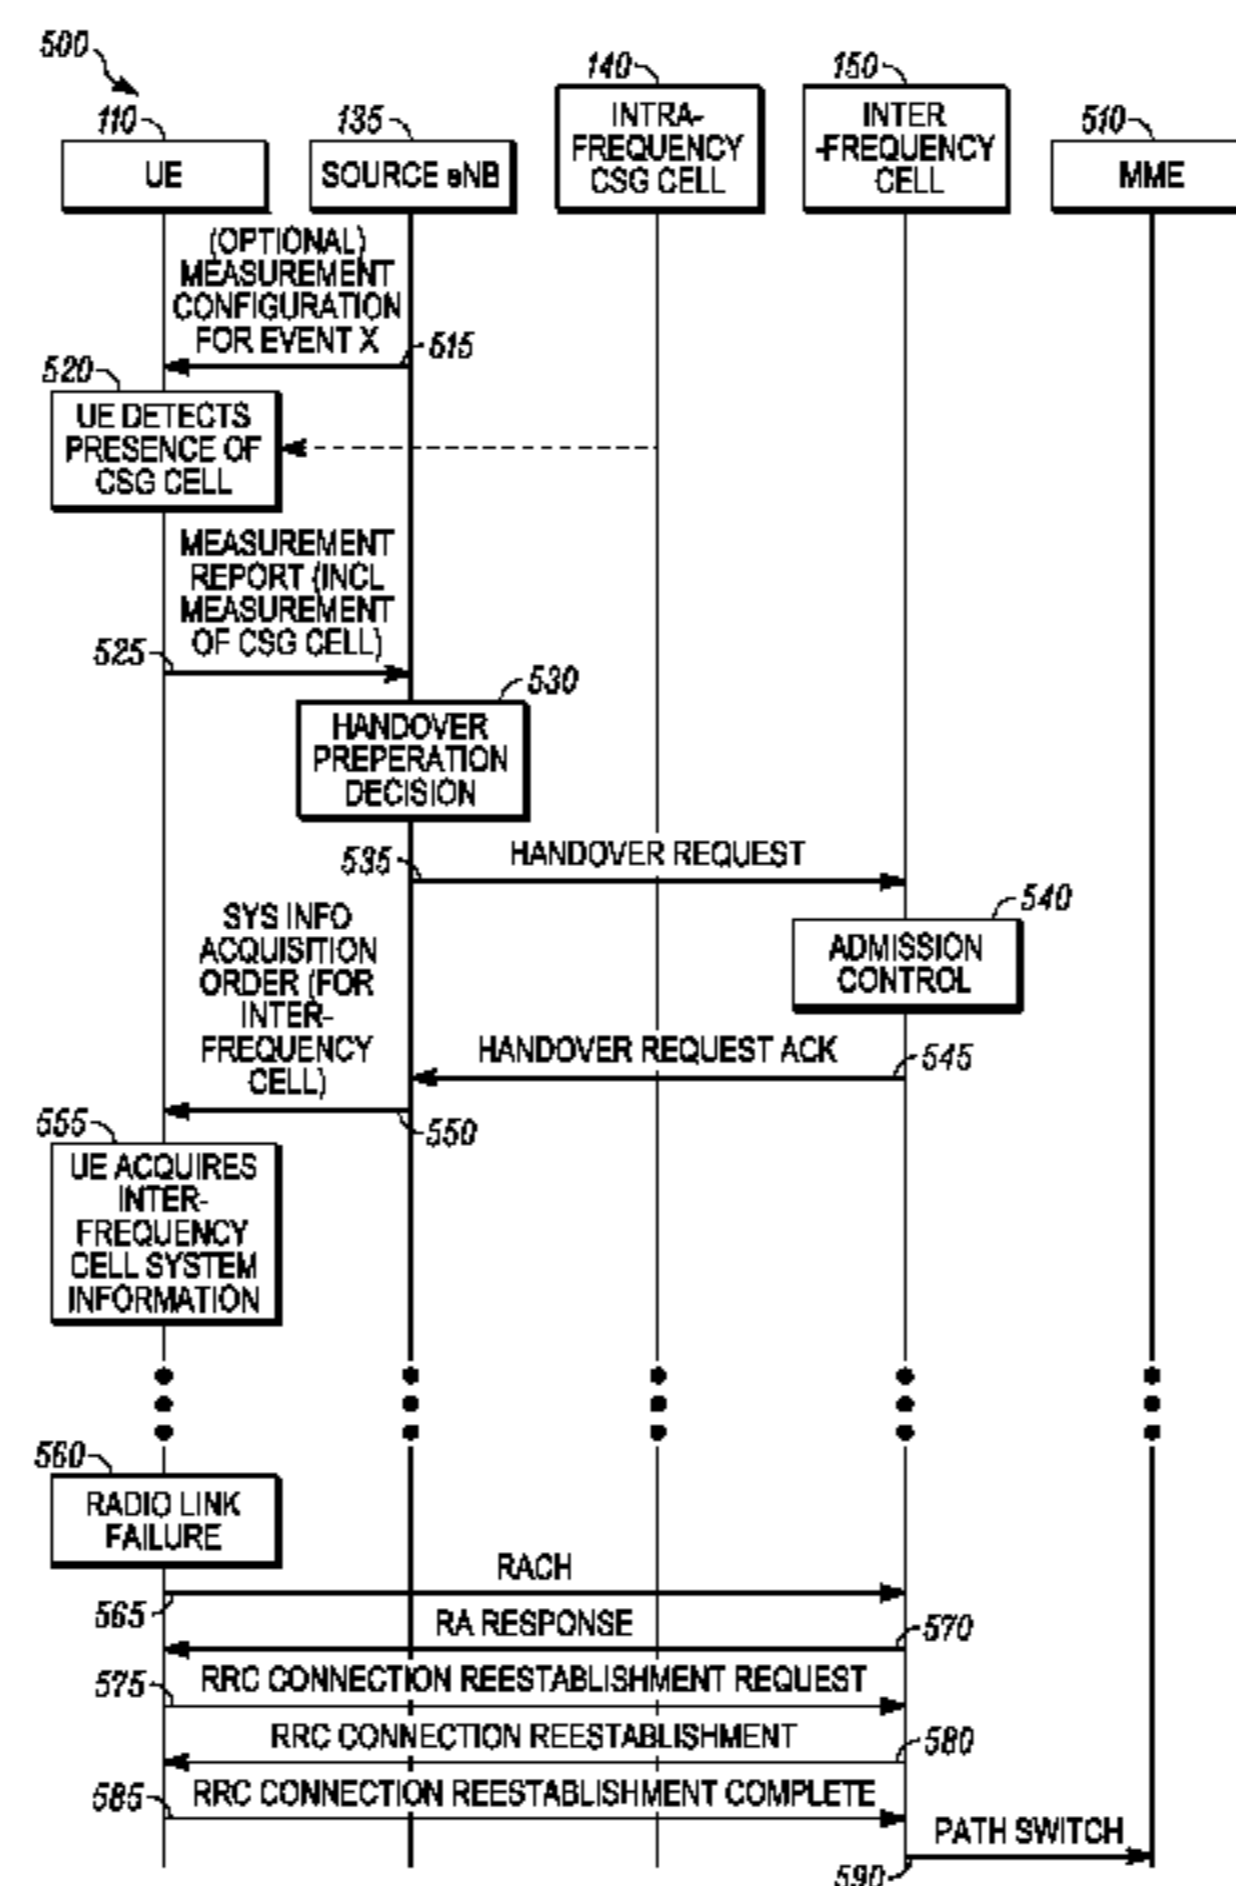 500
110
UE
135
SOURCE eNB
140
INTRA-
FREQUENCY
CSG CELL
150
INTER
-FREQUENCY
CELL
510
MME
(OPTIONAL)
MEASUREMENT
CONFIGURATION
FOR EVENT X
515
520
UE DETECTS
PRESENCE OF
CSG CELL
MEASUREMENT
REPORT (INCL
MEASUREMENT
OF CSG CELL)
525
530
HANDOVER
PREPERATION
DECISION
535
HANDOVER REQUEST
540
ADMISSION
CONTROL
SYS INFO
ACQUISITION
ORDER (FOR
INTER-
FREQUENCY
CELL)
HANDOVER REQUEST ACK
545
550
555
UE ACQUIRES
INTER-
FREQUENCY
CELL SYSTEM
INFORMATION
560
RADIO LINK
FAILURE
RACH
565
RA RESPONSE
570
575
RRC CONNECTION REESTABLISHMENT REQUEST
RRC CONNECTION REESTABLISHMENT
580
585
RRC CONNECTION REESTABLISHMENT COMPLETE
PATH SWITCH
590